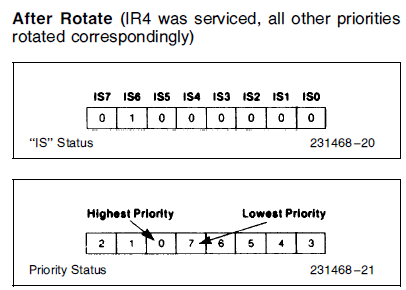 After Rotate (IR4 was serviced, all other priorities
rotated correspondingly)
IS7 IS6 IS5 IS4 IS3 IS2 IS1 IS0
0 1 0 0 0 0 0 0
“IS” Status 231468–20
Highest Priority Lowest Priority
2 1 0 7 6 5 4 3
Priority Status 231468–21